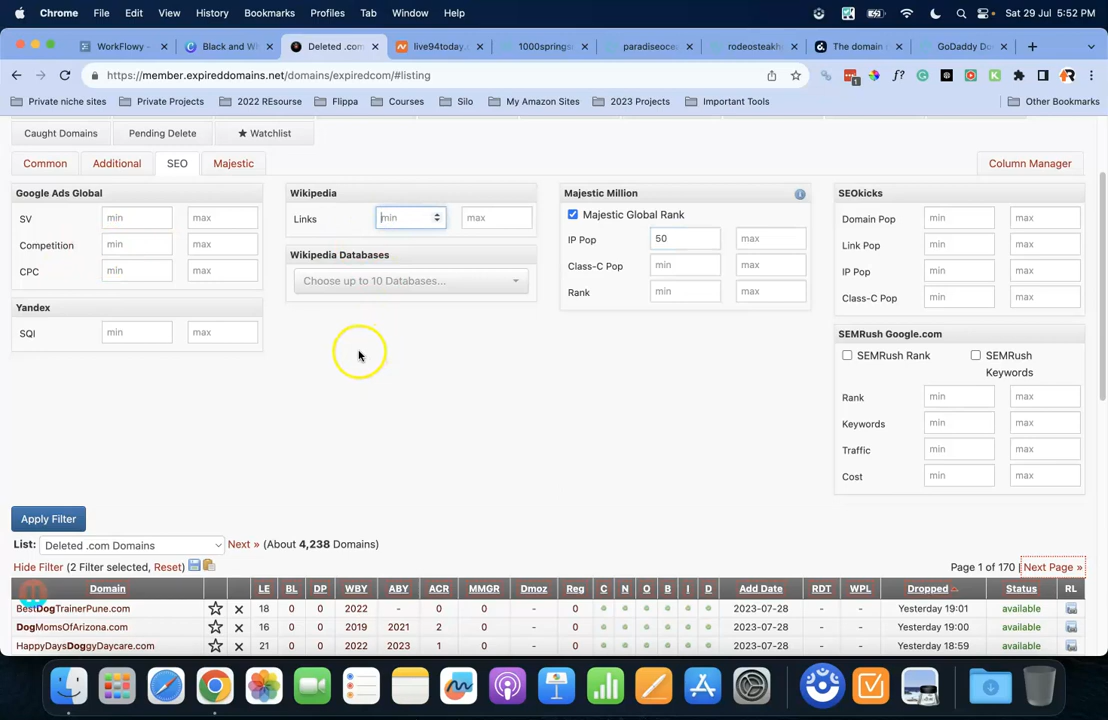 Chrome File Edit View History Bookmarks Profiles Tab Window Help Sat 29 Jul 5:52 PM
WorkFlowy - Black and Wh Deleted .com live94today.c 1000springs paradiseocea rodeosteakh The domain n GoDaddy Do
https://member.expireddomains.net/domains/expiredcom/#listing
Private niche sites Private Projects 2022 REsourse Flippa Courses Silo My Amazon Sites 2023 Projects Important Tools Other Bookmarks
Caught Domains Pending Delete Watchlist
Common Additional SEO Majestic Column Manager
Google Ads Global Wikipedia Majestic Million SEOkicks
SV min max Links min max Majestic Global Rank Domain Pop min max
Competition min max IP Pop 50 max Link Pop min max
Wikipedia Databases
CPC min max Choose up to 10 Databases... Class-C Pop min max IP Pop min max
Yandex Rank min max Class-C Pop min max
SQI min max SEMRush Google.com
SEMRush Rank SEMRush Keywords
Rank min max
Keywords min max
Traffic min max
Cost min max
Apply Filter
List: Deleted .com Domains Next » (About 4,238 Domains)
Hide Filter (2 Filter selected, Reset) Page 1 of 170 | Next Page »
Domain LE BL DP WBY ABY ACR MMGR Dmoz Reg C N O B I D Add Date RDT WPL Dropped Status RL
BestDogTrainerPune.com 18 0 0 2022 - 0 0 - 0 2023-07-28 - - Yesterday 19:01 available
DogMomsOfArizona.com 16 0 0 2019 2021 2 0 - 0 2023-07-28 - - Yesterday 19:00 available
HappyDaysDoggyDaycare.com 21 0 0 2022 2023 1 0 - 0 2023-07-28 - - Yesterday 18:59 available